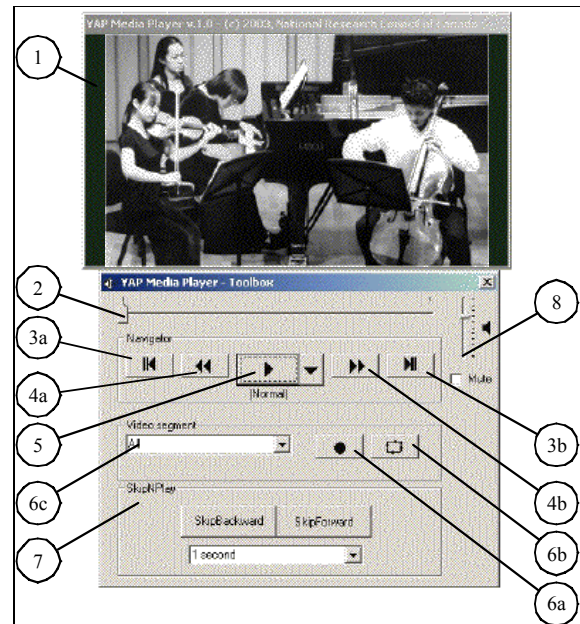 YAP Media Player v.1.0 - (c) 2003, National Research Council of canada
1
YAP Media Player - Toolbox
2
8
Navigator
3a
Mute
4a
[Normal]
5
3b
Video segment
All
6c
4b
SkipNPlay
7
SkipBackward SkipForward
6b
1 second
6a